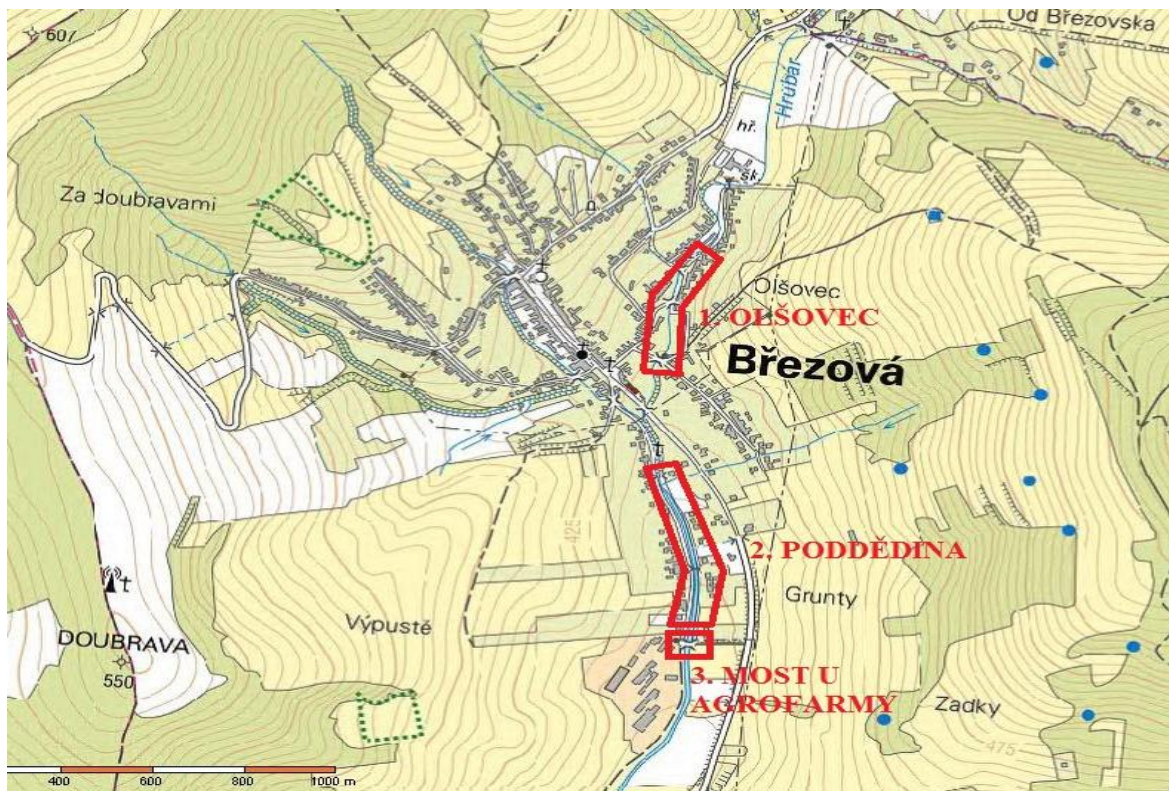 607
Od Březovska
Hrubár
hř.
šk.
Za doubravami
Olšovec
1. OLŠOVEC
Březová
425
2. PODDĚDINA
Grunty
Výpustě
DOUBRAVA
550
3. MOST U
AGROFARMY
Zadky
475
400 600 800 1000 m